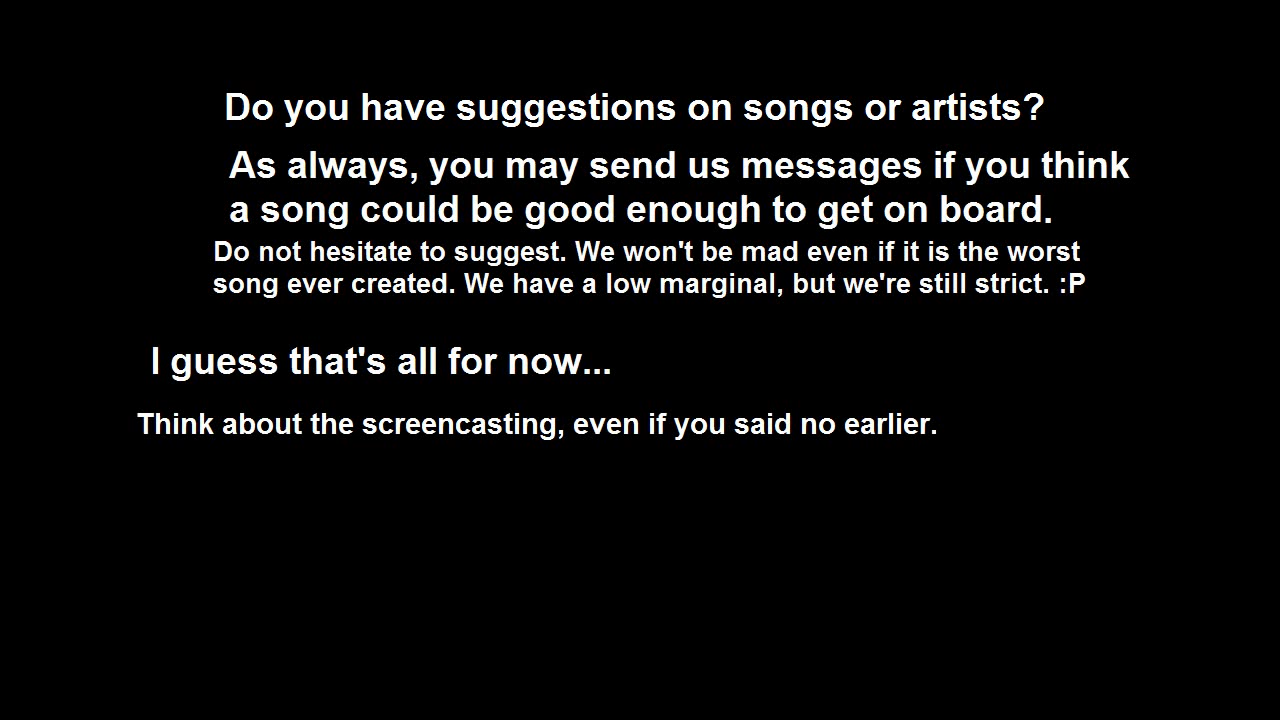 Do you have suggestions on songs or artists?
As always, you may send us messages if you think
a song could be good enough to get on board.
Do not hesitate to suggest. We won't be mad even if it is the worst
song ever created. We have a low marginal, but we're still strict. :P
I guess that's all for now...
Think about the screencasting, even if you said no earlier.